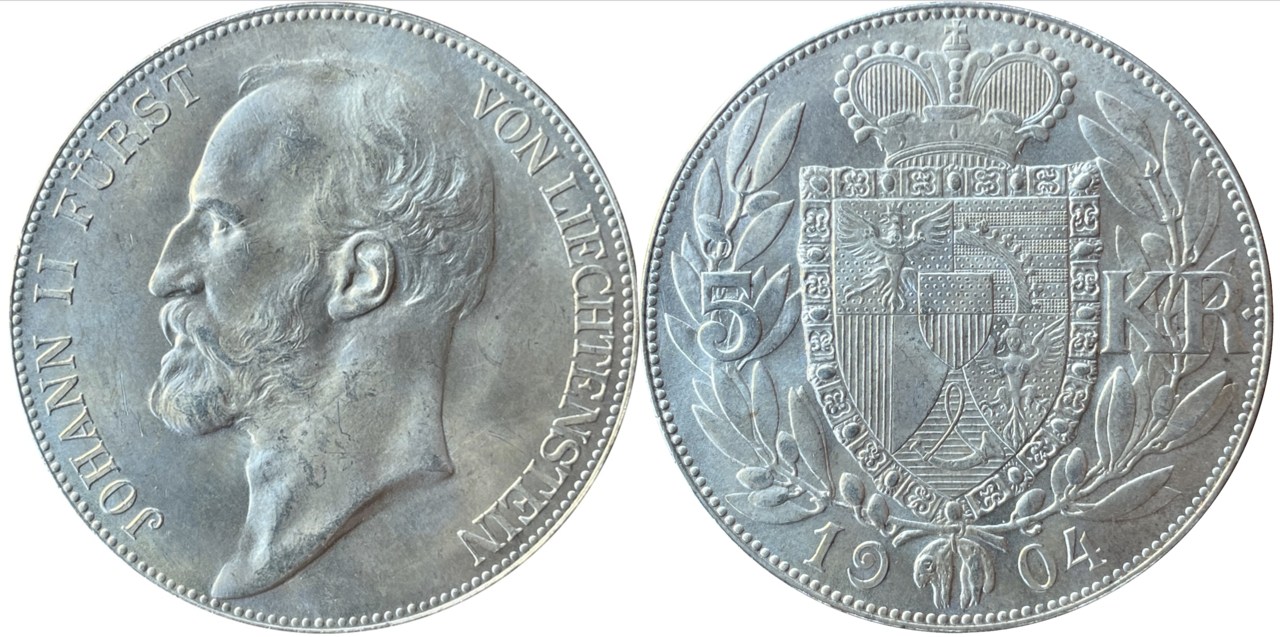 JOHANN II FÜRST VON LIECHTENSTEIN
5 KR.
1904